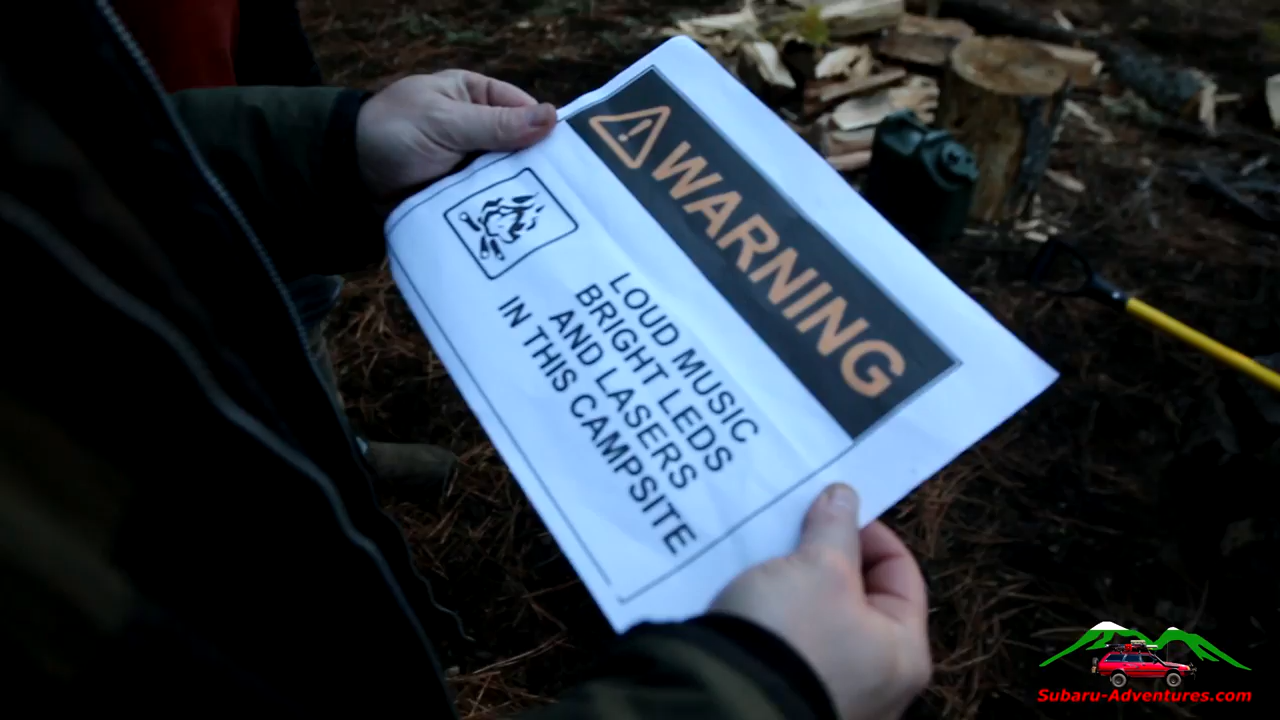 WARNING
LOUD MUSIC
BRIGHT LEDS
AND LASERS
IN THIS CAMPSITE
Subaru-Adventures.com